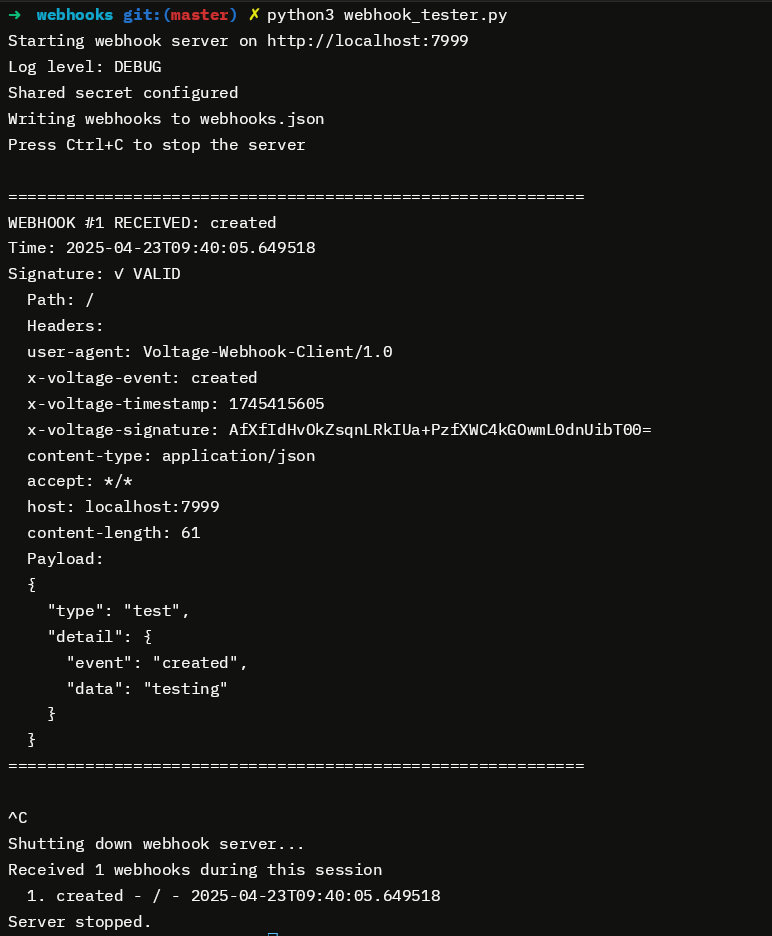 ➜  webhooks git:(master) ✗ python3 webhook_tester.py
Starting webhook server on http://localhost:7999
Log level: DEBUG
Shared secret configured
Writing webhooks to webhooks.json
Press Ctrl+C to stop the server

============================================================
WEBHOOK #1 RECEIVED: created
Time: 2025-04-23T09:40:05.649518
Signature: √ VALID
  Path: /
  Headers:
  user-agent: Voltage-Webhook-Client/1.0
  x-voltage-event: created
  x-voltage-timestamp: 1745415605
  x-voltage-signature: AfXfIdHvOkZsqnLRkIUa+PzfXWC4kGOwmL0dnUibT00=
  content-type: application/json
  accept: */*
  host: localhost:7999
  content-length: 61
  Payload:
  {
    "type": "test",
    "detail": {
      "event": "created",
      "data": "testing"
    }
  }
============================================================

^C
Shutting down webhook server...
Received 1 webhooks during this session
  1. created - / - 2025-04-23T09:40:05.649518
Server stopped.